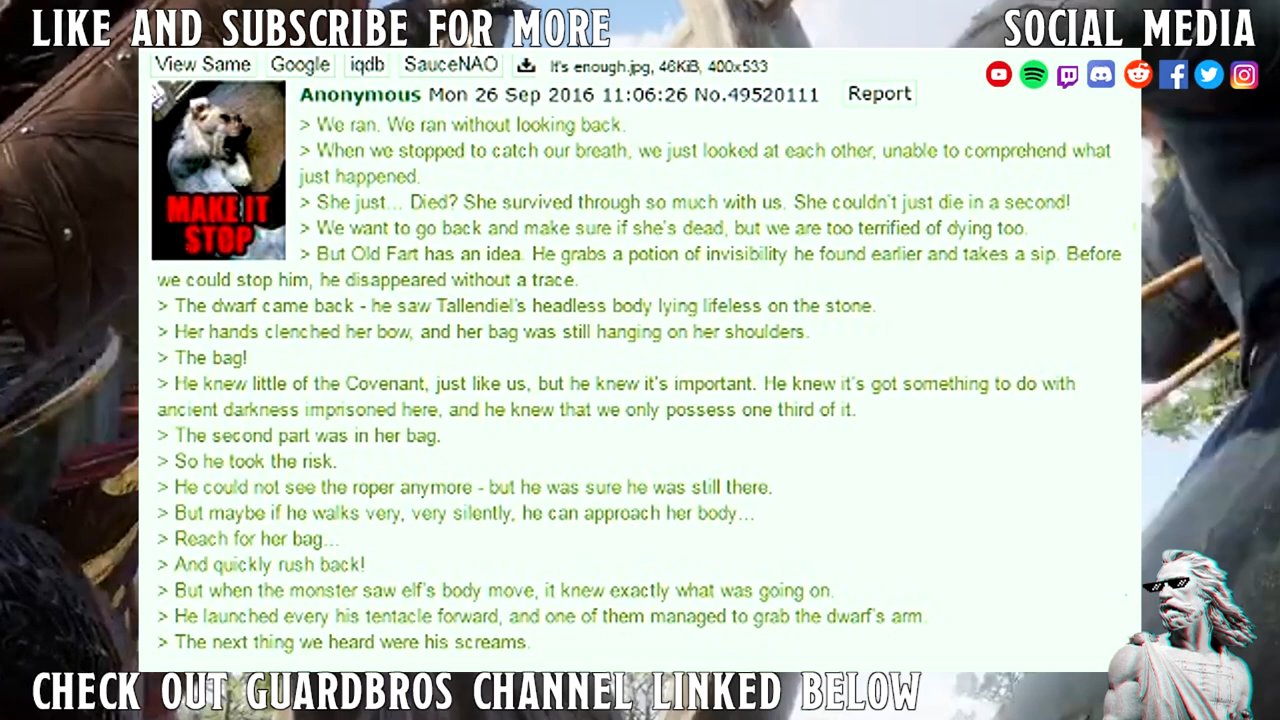 LIKE AND SUBSCRIBE FOR MORE
SOCIAL MEDIA
View Same Google iqdb SauceNAO It's enough.jpg, 46KiB, 400x533
Anonymous Mon 26 Sep 2016 11:06:26 No.49520111 Report
MAKE IT
STOP
> We ran. We ran without looking back.
> When we stopped to catch our breath, we just looked at each other, unable to comprehend what
just happened.
> She just... Died? She survived through so much with us. She couldn't just die in a second!
> We want to go back and make sure if she's dead, but we are too terrified of dying too.
> But Old Fart has an idea. He grabs a potion of invisibility he found earlier and takes a sip. Before
we could stop him, he disappeared without a trace.
> The dwarf came back - he saw Tallendiel's headless body lying lifeless on the stone.
> Her hands clenched her bow, and her bag was still hanging on her shoulders.
> The bag!
> He knew little of the Covenant, just like us, but he knew it's important. He knew it's got something to do with
ancient darkness imprisoned here, and he knew that we only possess one third of it.
> The second part was in her bag.
> So he took the risk.
> He could not see the roper anymore - but he was sure he was still there.
> But maybe if he walks very, very silently, he can approach her body...
> Reach for her bag...
> And quickly rush back!
> But when the monster saw elf's body move, it knew exactly what was going on.
> He launched every his tentacle forward, and one of them managed to grab the dwarf's arm.
> The next thing we heard were his screams.
CHECK OUT GUARDBROS CHANNEL LINKED BELOW